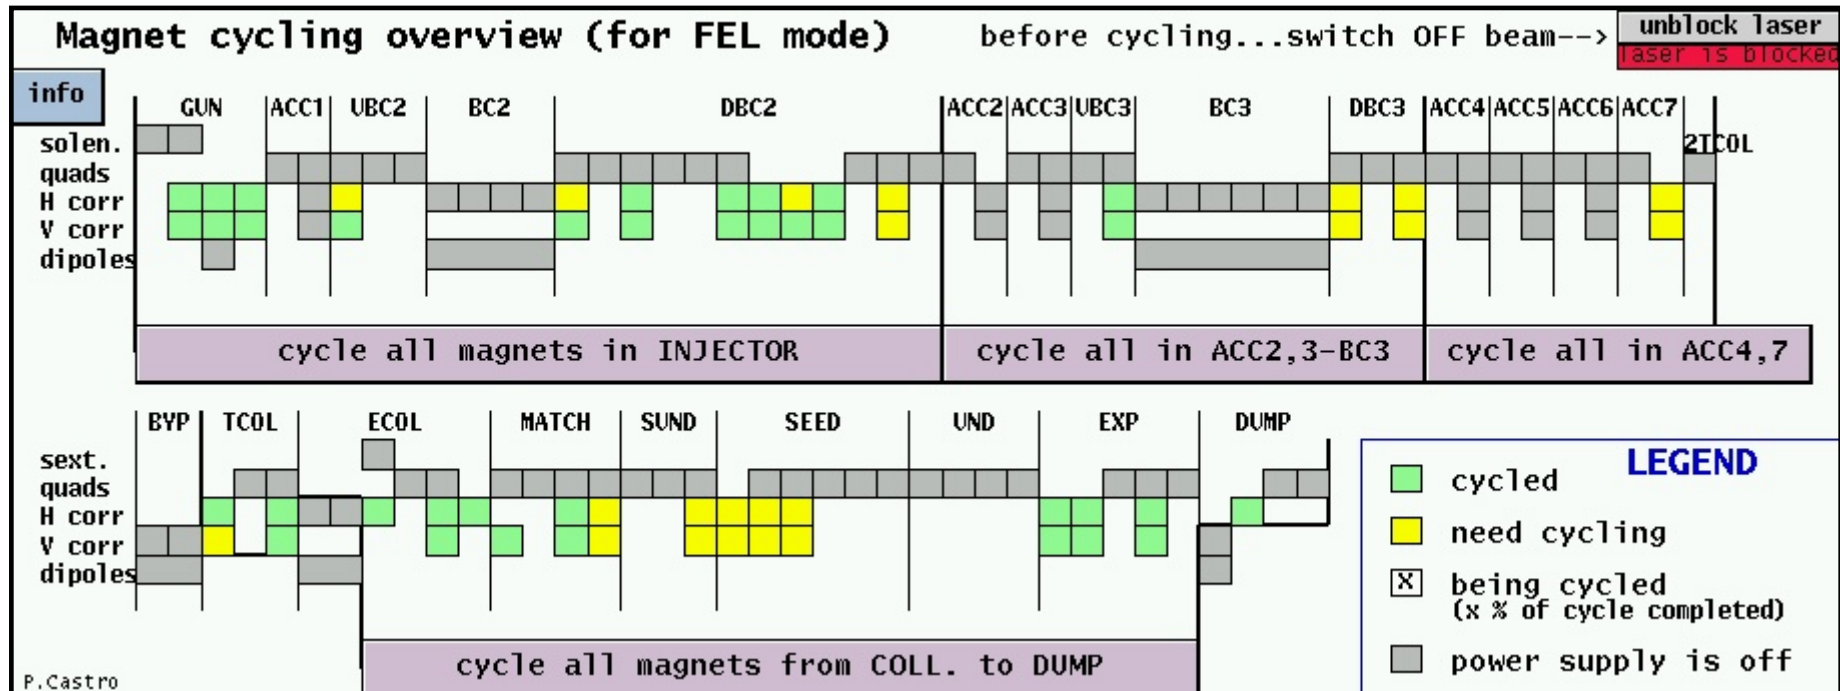 Magnet cycling overview (for FEL mode) before cycling...switch OFF beam--> unblock laser
laser is blocked
info
GUN ACC1 UBC2 BC2 DBC2 ACC2 ACC3 UBC3 BC3 DBC3 ACC4 ACC5 ACC6 ACC7
solen. 2TCOL
quads
H corr
V corr
dipoles
cycle all magnets in INJECTOR cycle all in ACC2,3-BC3 cycle all in ACC4,7
BYP TCOL ECOL MATCH SUND SEED UND EXP DUMP
sext.
quads
H corr
V corr
dipoles
cycle all magnets from COLL. to DUMP
LEGEND
cycled
need cycling
X being cycled
(x % of cycle completed)
power supply is off
P.Castro